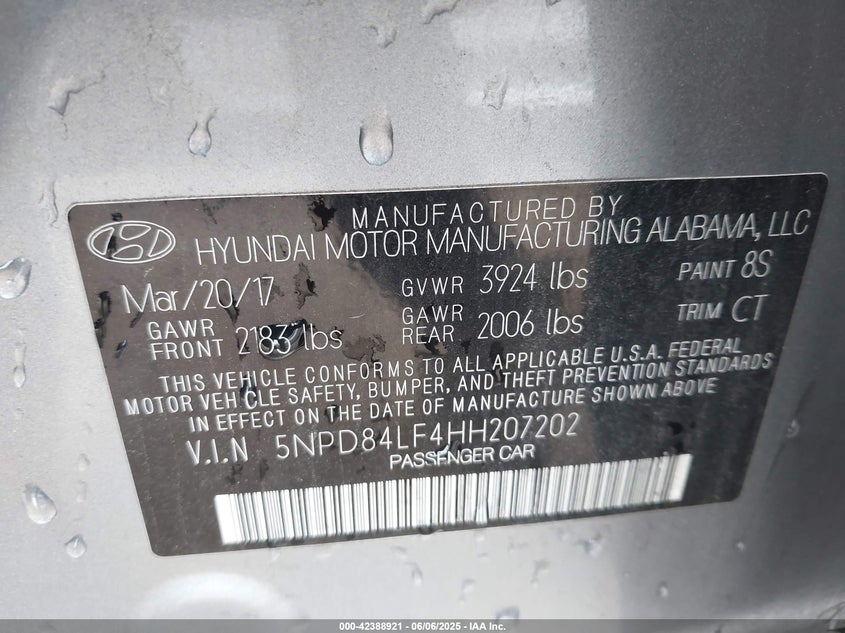 MANUFACTURED BY
HYUNDAI MOTOR MANUFACTURING ALABAMA, LLC
Mar/20/17 GVWR 3924 lbs PAINT 8S
GAWR FRONT 2183 lbs GAWR REAR 2006 lbs TRIM CT
THIS VEHICLE CONFORMS TO ALL APPLICABLE U.S.A. FEDERAL
MOTOR VEHICLE SAFETY, BUMPER, AND THEFT PREVENTION STANDARDS
IN EFFECT ON THE DATE OF MANUFACTURE SHOWN ABOVE
V.I.N 5NPD84LF4HH207202
PASSENGER CAR
000-42388921 | 06/06/2025 - IAA Inc.